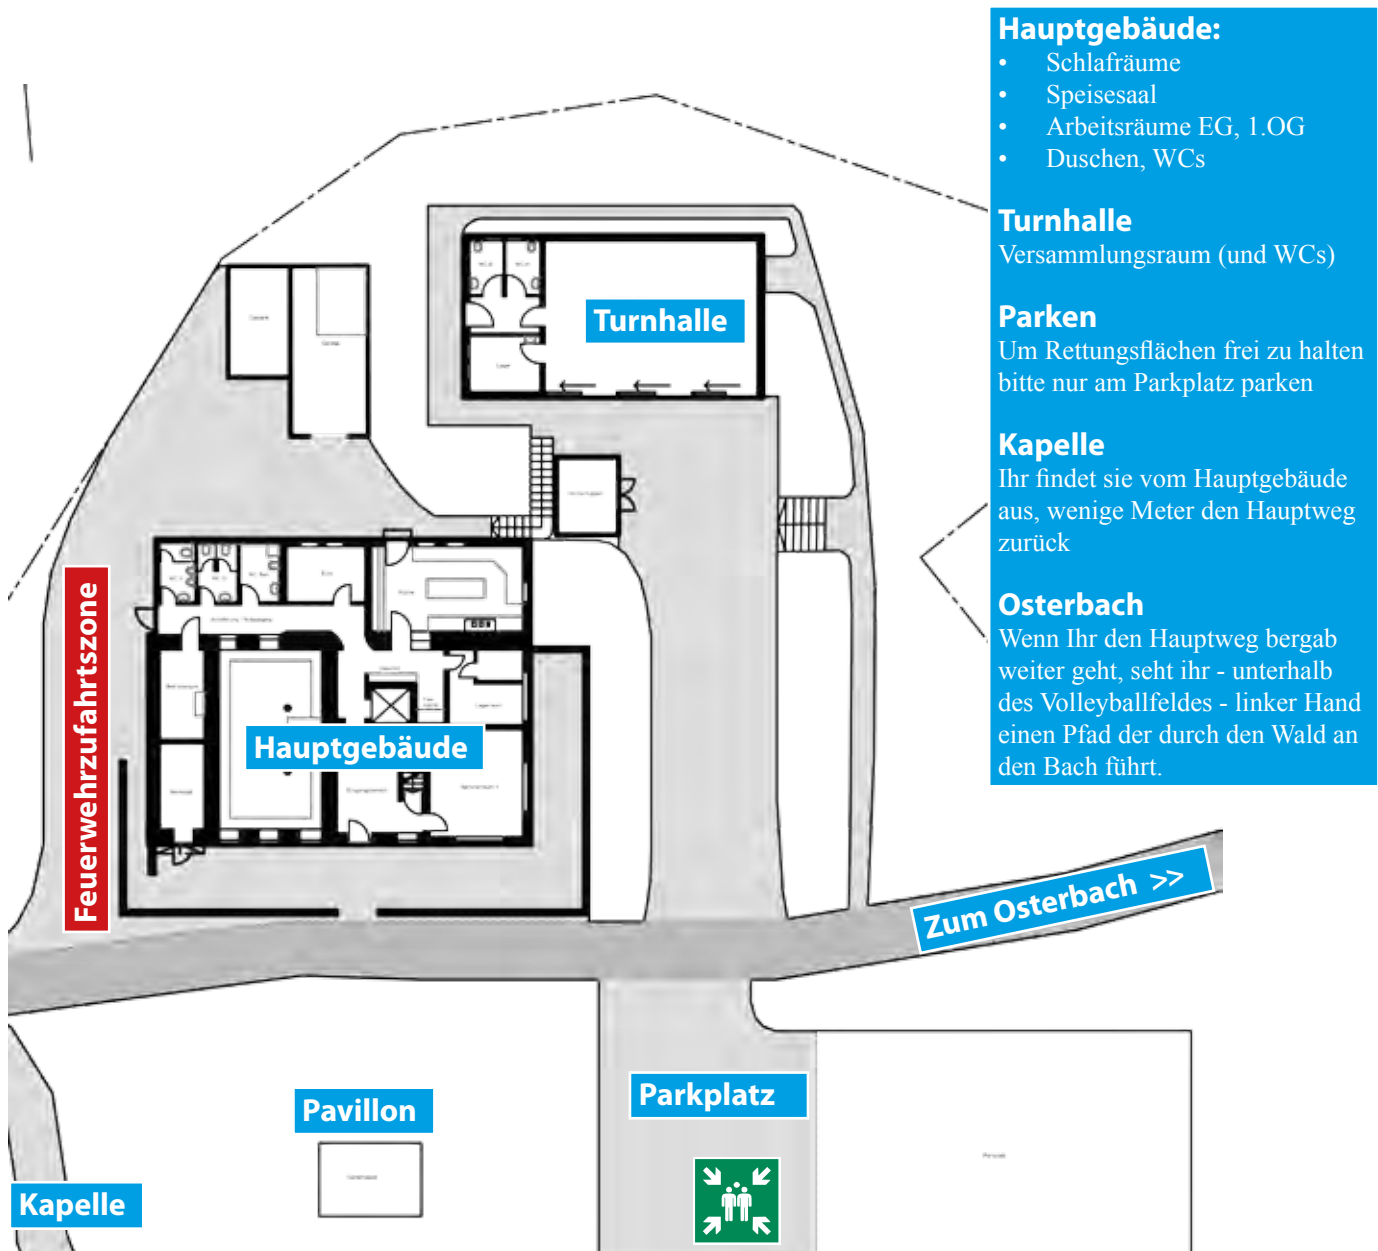 Hauptgebäude:
• Schlafräume
• Speisesaal
• Arbeitsräume EG, 1.OG
• Duschen, WCs
Turnhalle
Versammlungsraum (und WCs)
Parken
Um Rettungsflächen frei zu halten
bitte nur am Parkplatz parken
Kapelle
Ihr findet sie vom Hauptgebäude
aus, wenige Meter den Hauptweg
zurück
Osterbach
Wenn Ihr den Hauptweg bergab
weiter geht, seht ihr - unterhalb
des Volleyballfeldes - linker Hand
einen Pfad der durch den Wald an
den Bach führt.
Turnhalle
Lager
Büro
Küche
Feuerwehrzufahrtszone
Hauptgebäude
Zum Osterbach >>
Pavillon
Parkplatz
Kapelle